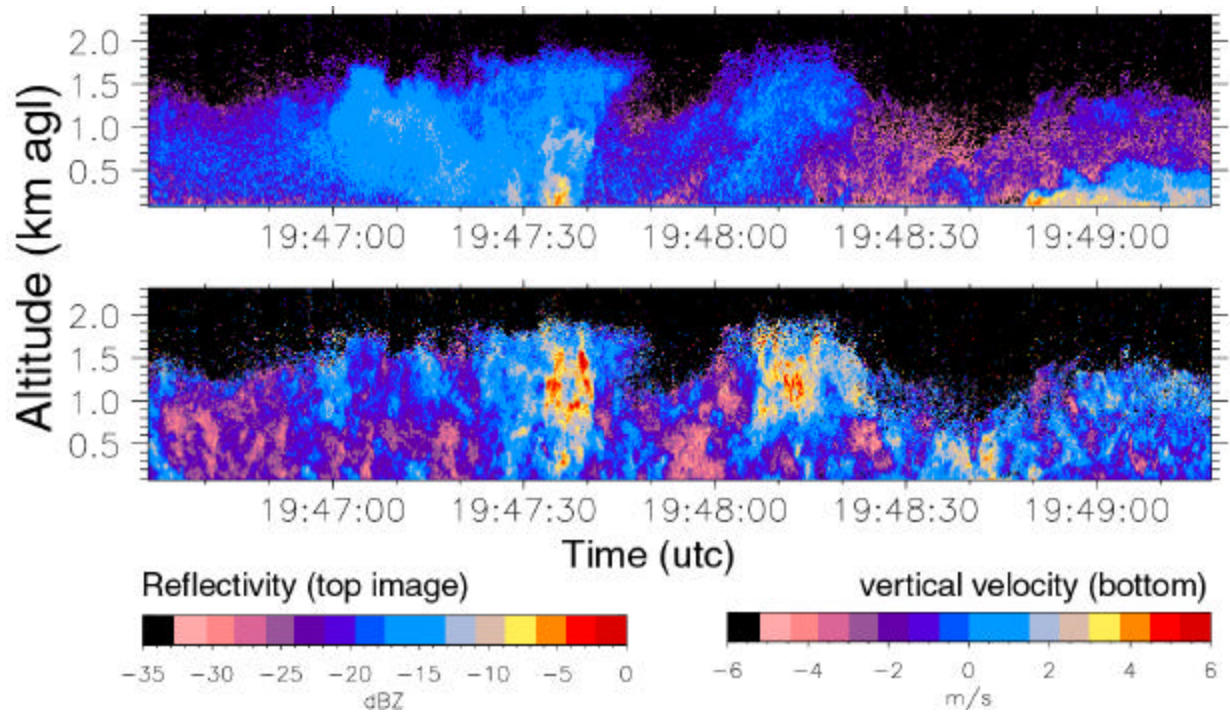 2.0
1.5
1.0
0.5
19:47:00 19:47:30 19:48:00 19:48:30 19:49:00
Altitude (km agl)
2.0
1.5
1.0
0.5
19:47:00 19:47:30 19:48:00 19:48:30 19:49:00
Time (utc)
Reflectivity (top image) vertical velocity (bottom)
−35 −30 −25 −20 −15 −10 −5 0 −6 −4 −2 0 2 4 6
dBZ m/s